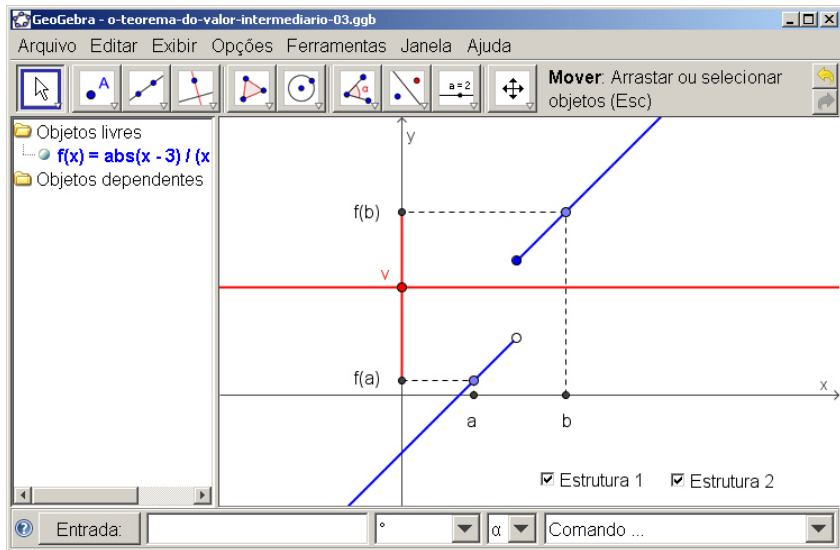 GeoGebra - o-teorema-do-valor-intermediario-03.ggb
Arquivo Editar Exibir Opções Ferramentas Janela Ajuda
A
α
a=2
Mover: Arrastar ou selecionar
objetos (Esc)
Objetos livres
f(x) = abs(x - 3) / (x
Objetos dependentes
y
f(b)
v
f(a)
x
a
b
Estrutura 1
Estrutura 2
Entrada:
°
α
Comando ...